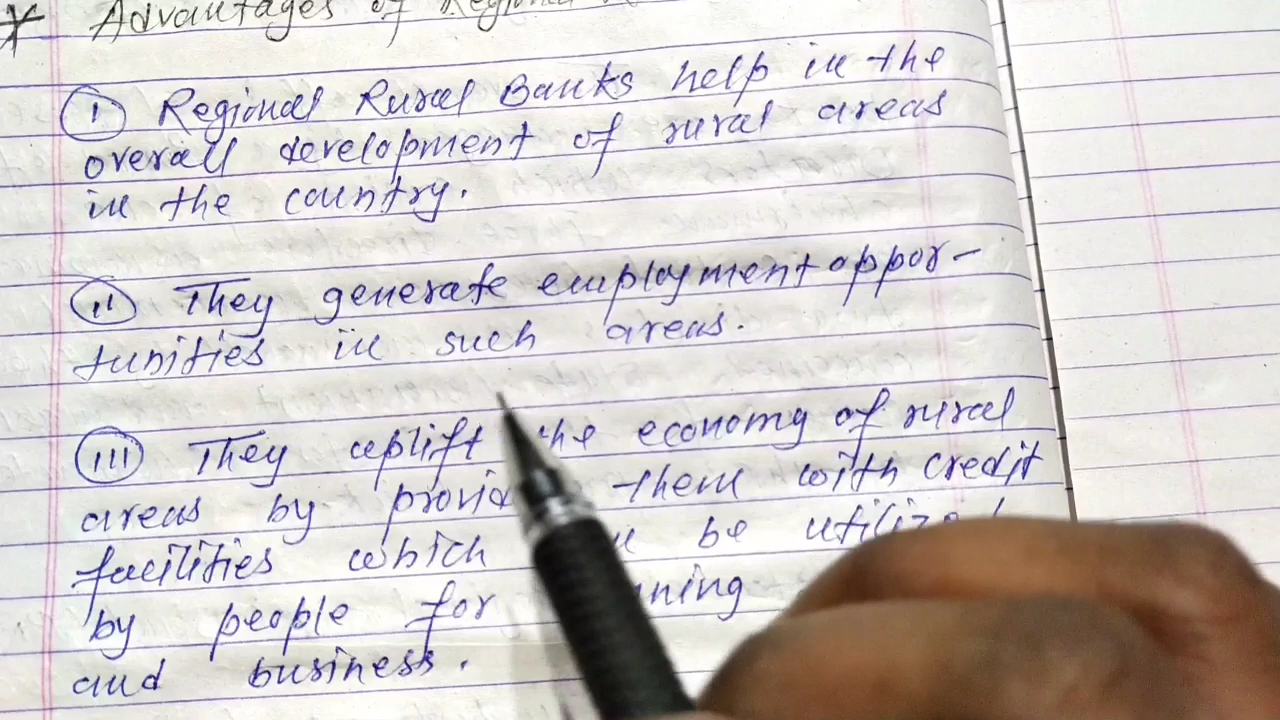 * Advantages of Regional
(i) Regional Rural Banks help in the
overall development of rural areas
in the country.
(ii) They generate employment oppor-
tunities in such areas.
(iii) They uplift the economy of rural
areas by them with credit
facilities which be
by people for
and business.